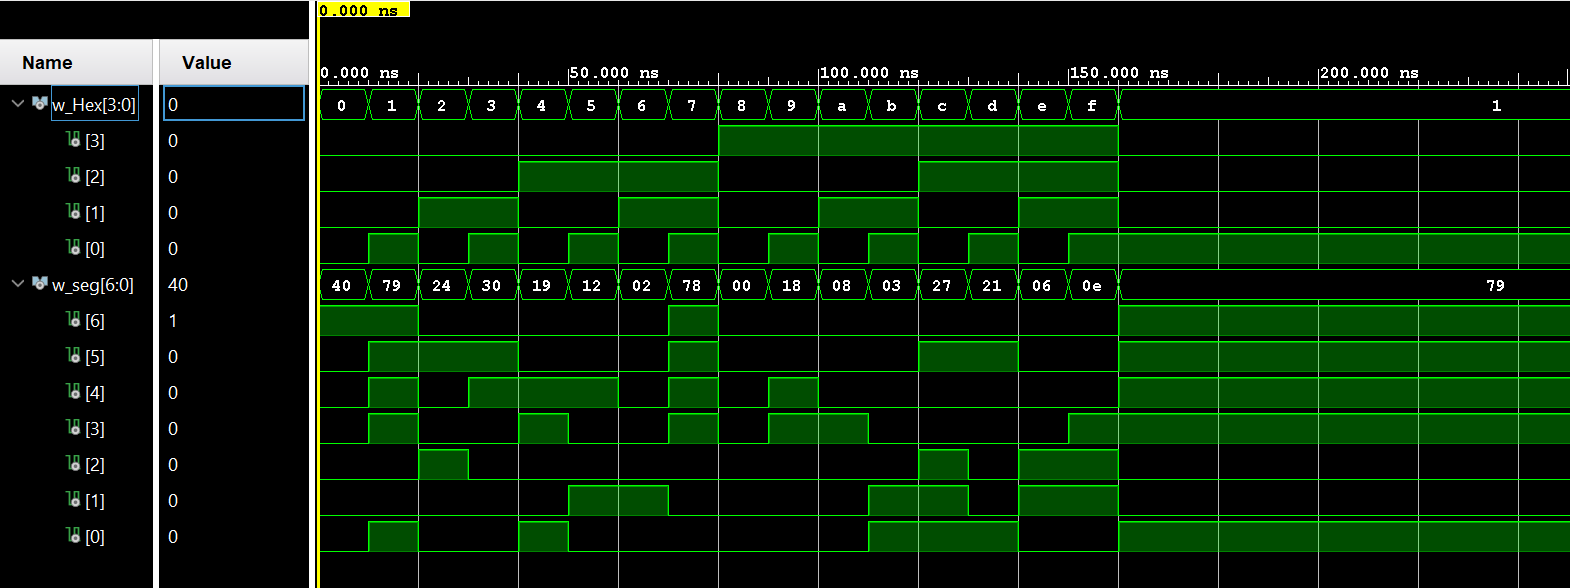 0.000 ns
Name Value
0.000 ns 50.000 ns 100.000 ns 150.000 ns 200.000 ns
w_Hex[3:0] 0 0 1 2 3 4 5 6 7 8 9 a b c d e f 1
[3] 0
[2] 0
[1] 0
[0] 0
w_seg[6:0] 40 40 79 24 30 19 12 02 78 00 18 08 03 27 21 06 0e 79
[6] 1
[5] 0
[4] 0
[3] 0
[2] 0
[1] 0
[0] 0